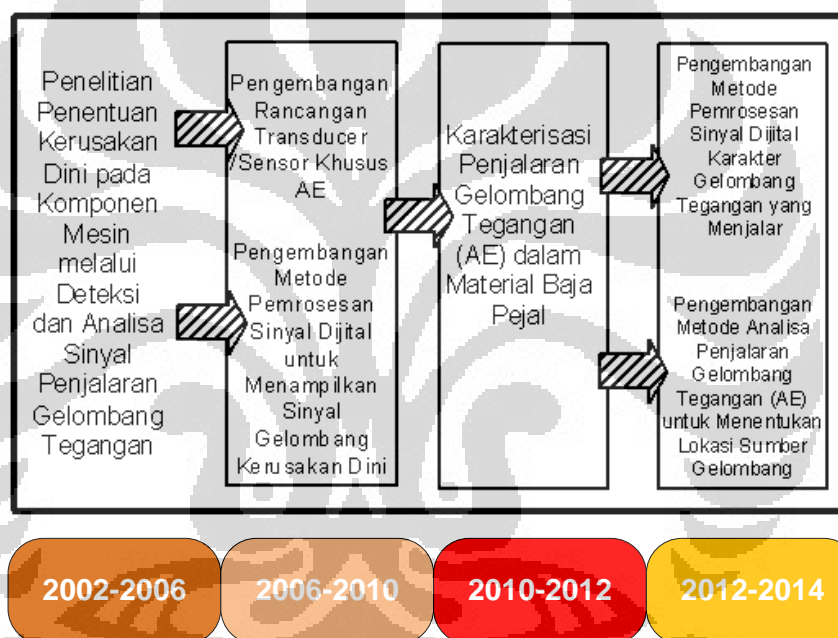 Penelitian
Penentuan
Kerusakan
Dini pada
Komponen
Mesin
melalui
Deteksi
dan Analisa
Sinyal
Penjalaran
Gelombang
Tegangan
Pengembangan
Rancangan
Transducer
/Sensor Khusus
AE
Pengembangan
Metode
Pemrosesan
Sinyal Dijital
untuk
Menampilkan
Sinyal
Gelombang
Kerusakan Dini
Karakterisasi
Penjalaran
Gelombang
Tegangan
(AE) dalam
Material Baja
Pejal
Pengembangan
Metode
Pemrosesan
Sinyal Dijital
Karakter
Gelombang
Tegangan yang
Menjalar
Pengembangan
Metode Analisa
Penjalaran
Gelombang
Tegangan (AE)
untuk Menentukan
Lokasi Sumber
Gelombang
2002-2006
2006-2010
2010-2012
2012-2014